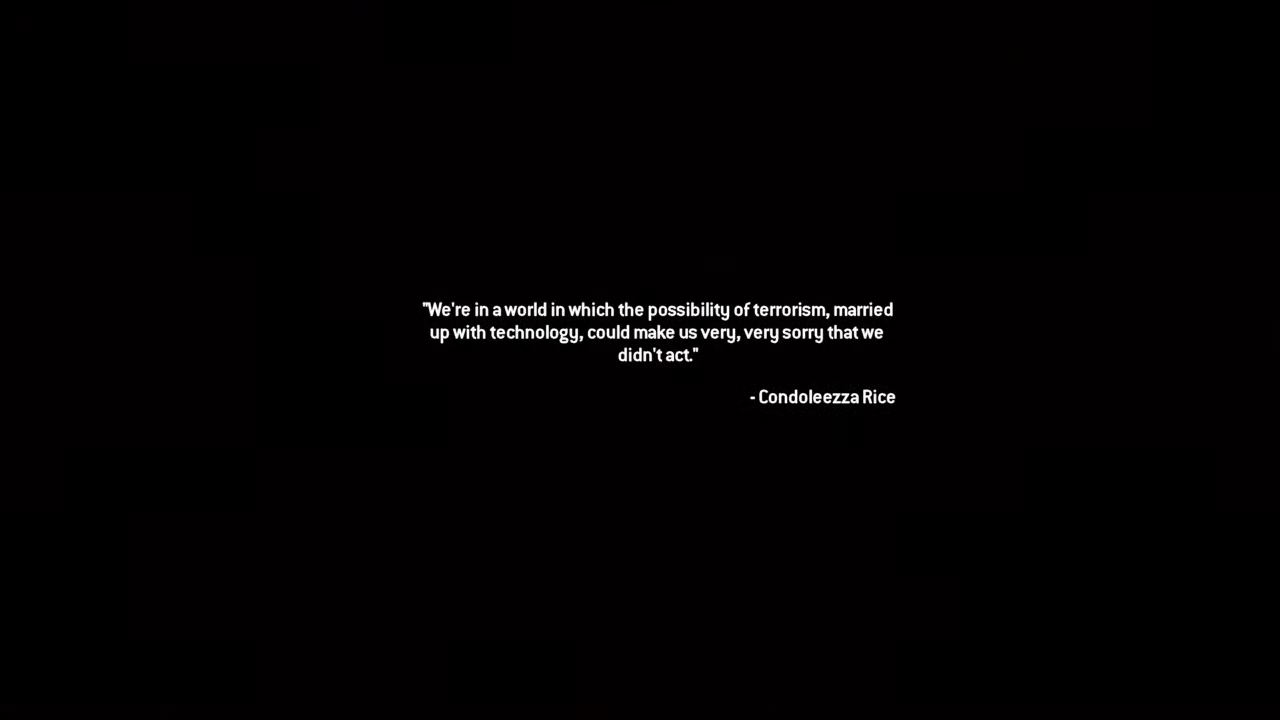 "We're in a world in which the possibility of terrorism, married
up with technology, could make us very, very sorry that we
didn't act."
- Condoleezza Rice